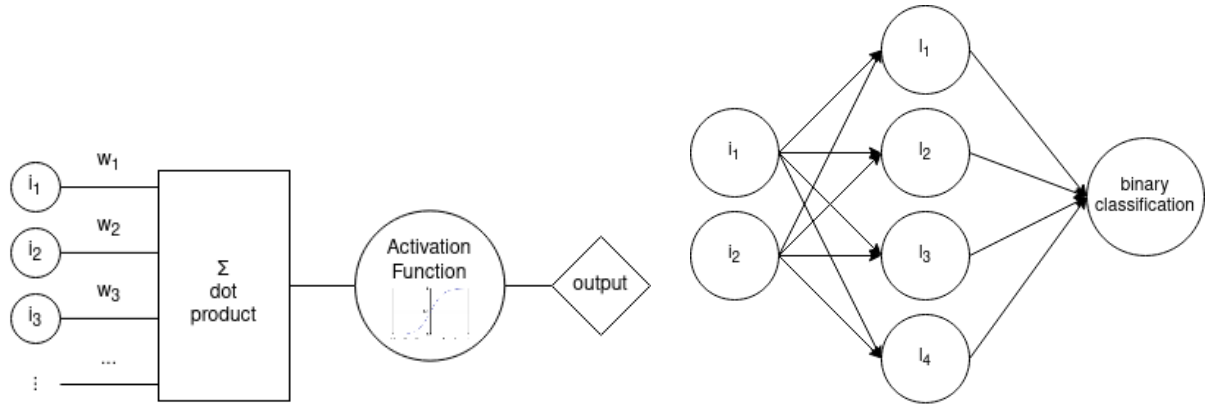 i₁
w₁
i₂
w₂
i₃
w₃
⋮
...
Σ
dot
product
Activation
Function
output
i₁
i₂
l₁
l₂
l₃
l₄
binary
classification